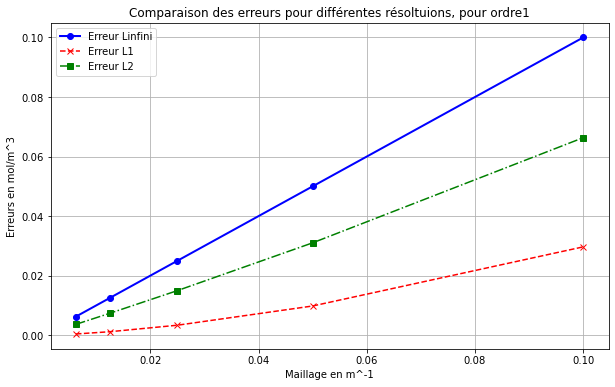 Comparaison des erreurs pour différentes résoltuions, pour ordre1
Erreur Linfini
Erreur L1
Erreur L2
Erreurs en mol/m^3
0.10
0.08
0.06
0.04
0.02
0.00
0.02
0.04
0.06
0.08
0.10
Maillage en m^-1